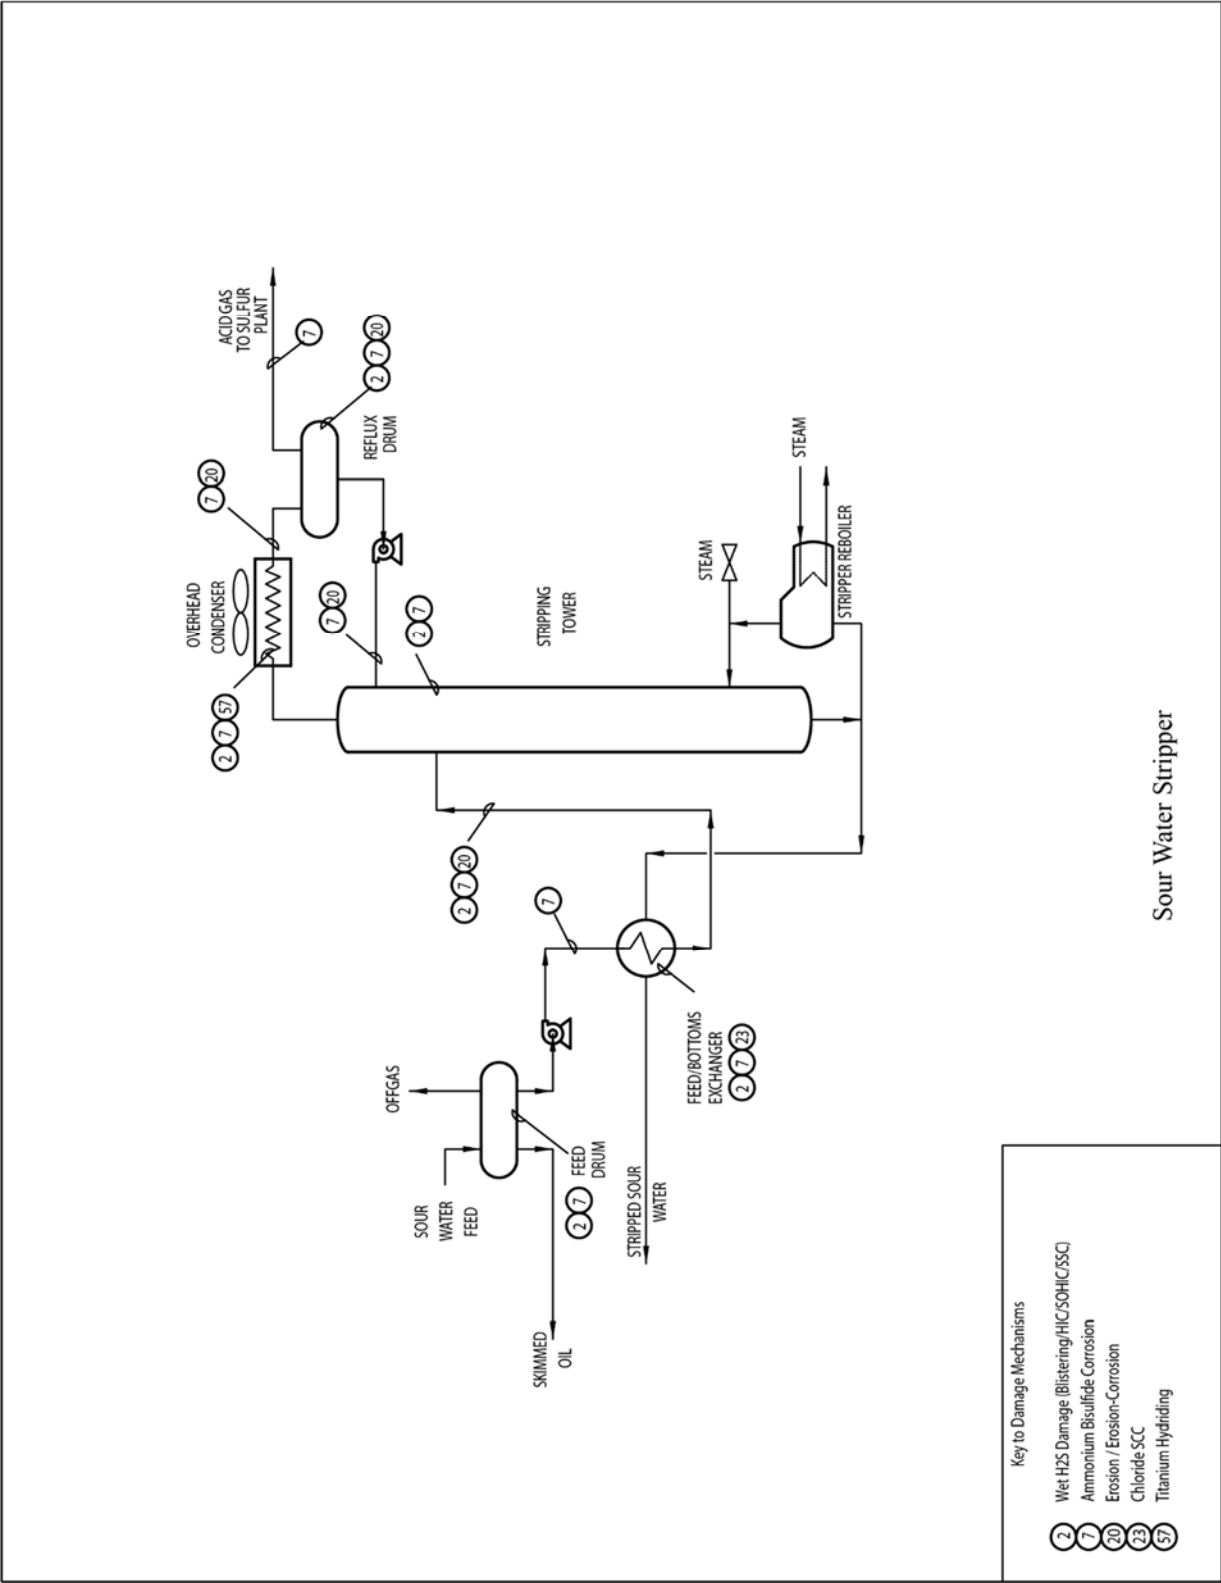 ACID GAS
TO SULFUR
PLANT
7
2 7 20
REFLUX
DRUM
7 20
OVERHEAD
CONDENSER
2 7 57
7 20
2 7
STRIPPING
TOWER
STEAM
STEAM
STRIPPER REBOILER
2 7 20
7
OFFGAS
SOUR
WATER
FEED
2 7
FEED
DRUM
SKIMMED
OIL
FEED/BOTTOMS
EXCHANGER
2 7 23
STRIPPED SOUR
WATER
Key to Damage Mechanisms
2 Wet H2S Damage (Blistering/HIC/SOHIC/SSC)
7 Ammonium Bisulfide Corrosion
20 Erosion / Erosion-Corrosion
23 Chloride SCC
57 Titanium Hydriding
Sour Water Stripper